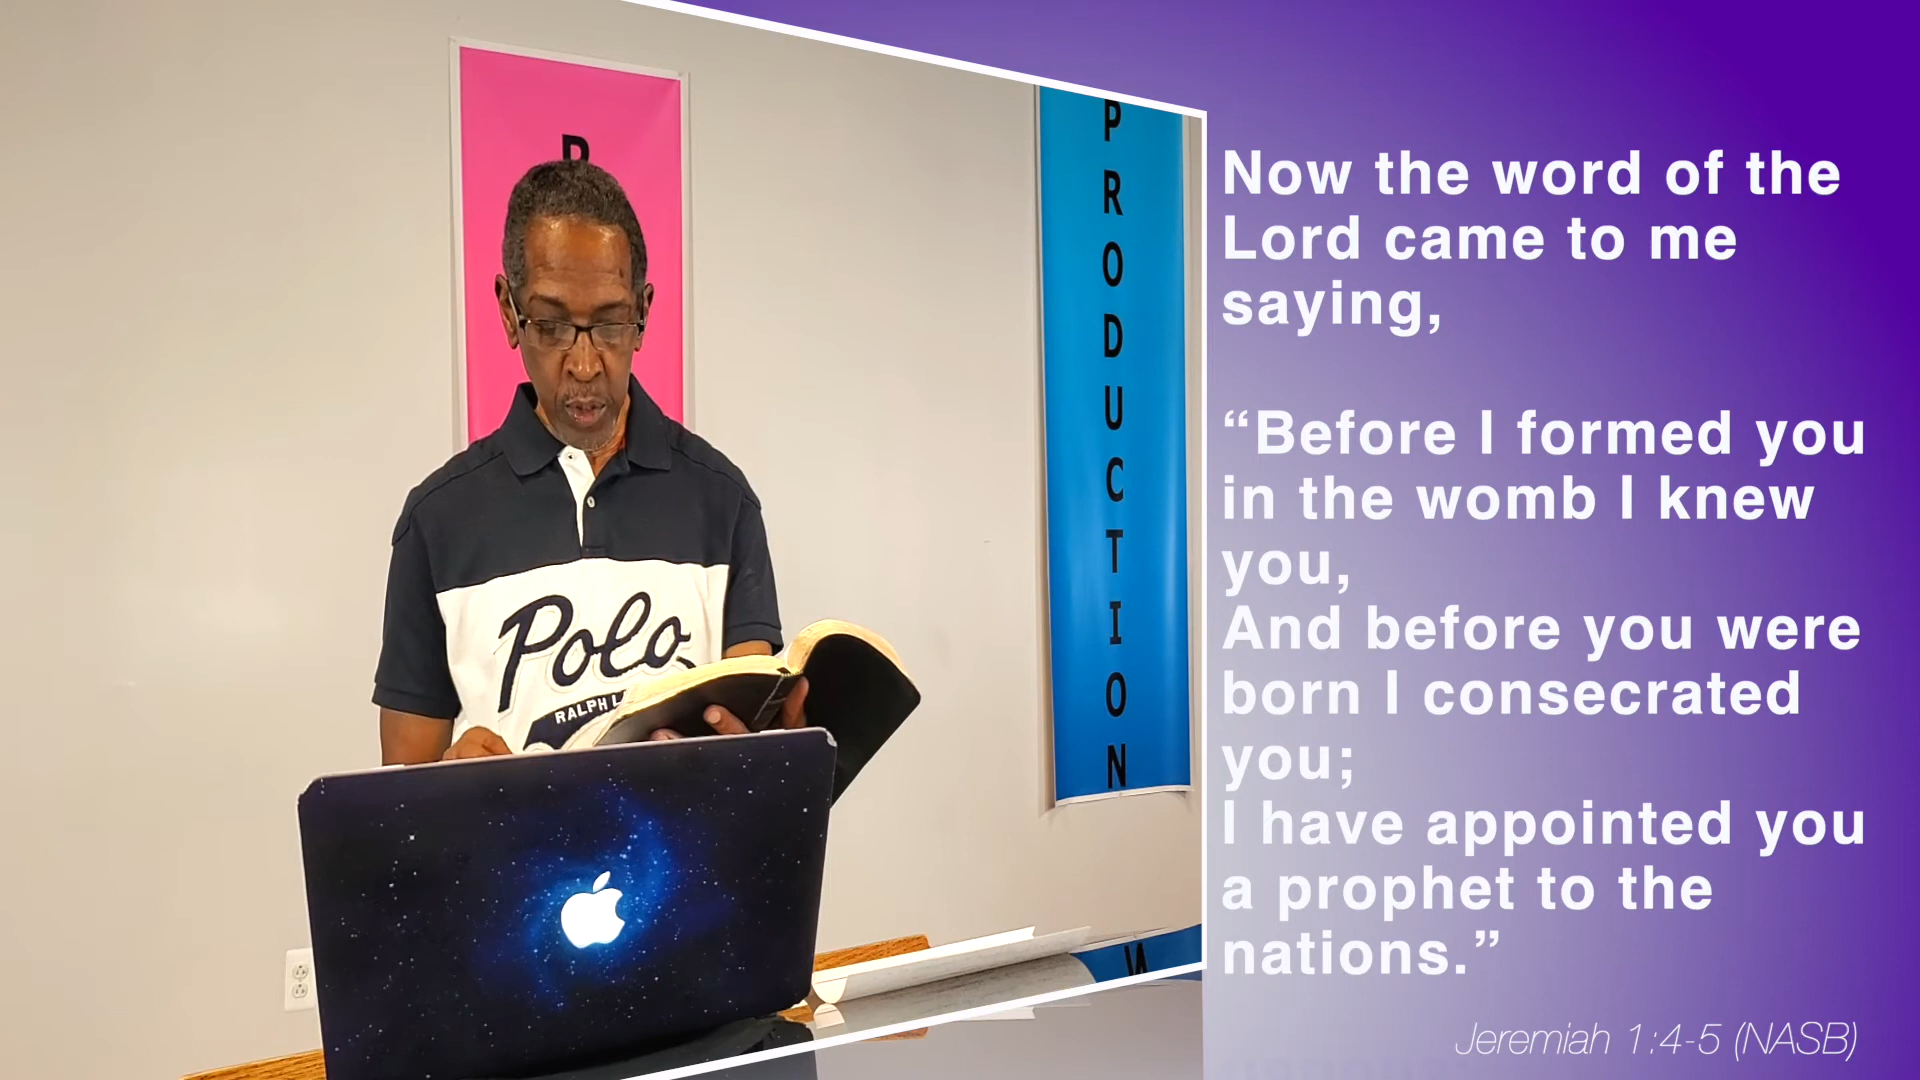 P
PRODUCTION
Polo
RALPH L
N
Now the word of the
Lord came to me
saying,
“Before I formed you
in the womb I knew
you,
And before you were
born I consecrated
you;
I have appointed you
a prophet to the
nations.”
Jeremiah 1:4-5 (NASB)